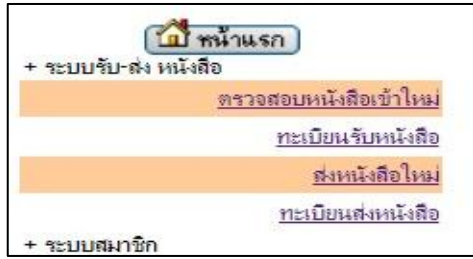 หน้าแรก
+ ระบบรับ-ส่ง หนังสือ
ตรวจสอบหนังสือเข้าใหม่
ทะเบียนรับหนังสือ
ส่งหนังสือใหม่
ทะเบียนส่งหนังสือ
+ ระบบสมาชิก